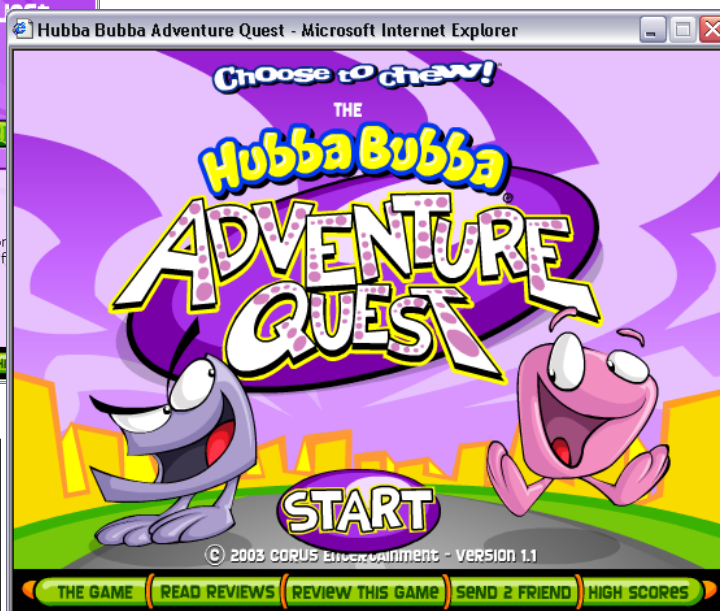 Hubba Bubba Adventure Quest - Microsoft Internet Explorer
Choose to chew!
THE
Hubba Bubba
ADVENTURE
QUEST
START
© 2003 CORUS Entertainment - Version 1.1
THE GAME READ REVIEWS REVIEW THIS GAME SEND 2 FRIEND HIGH SCORES